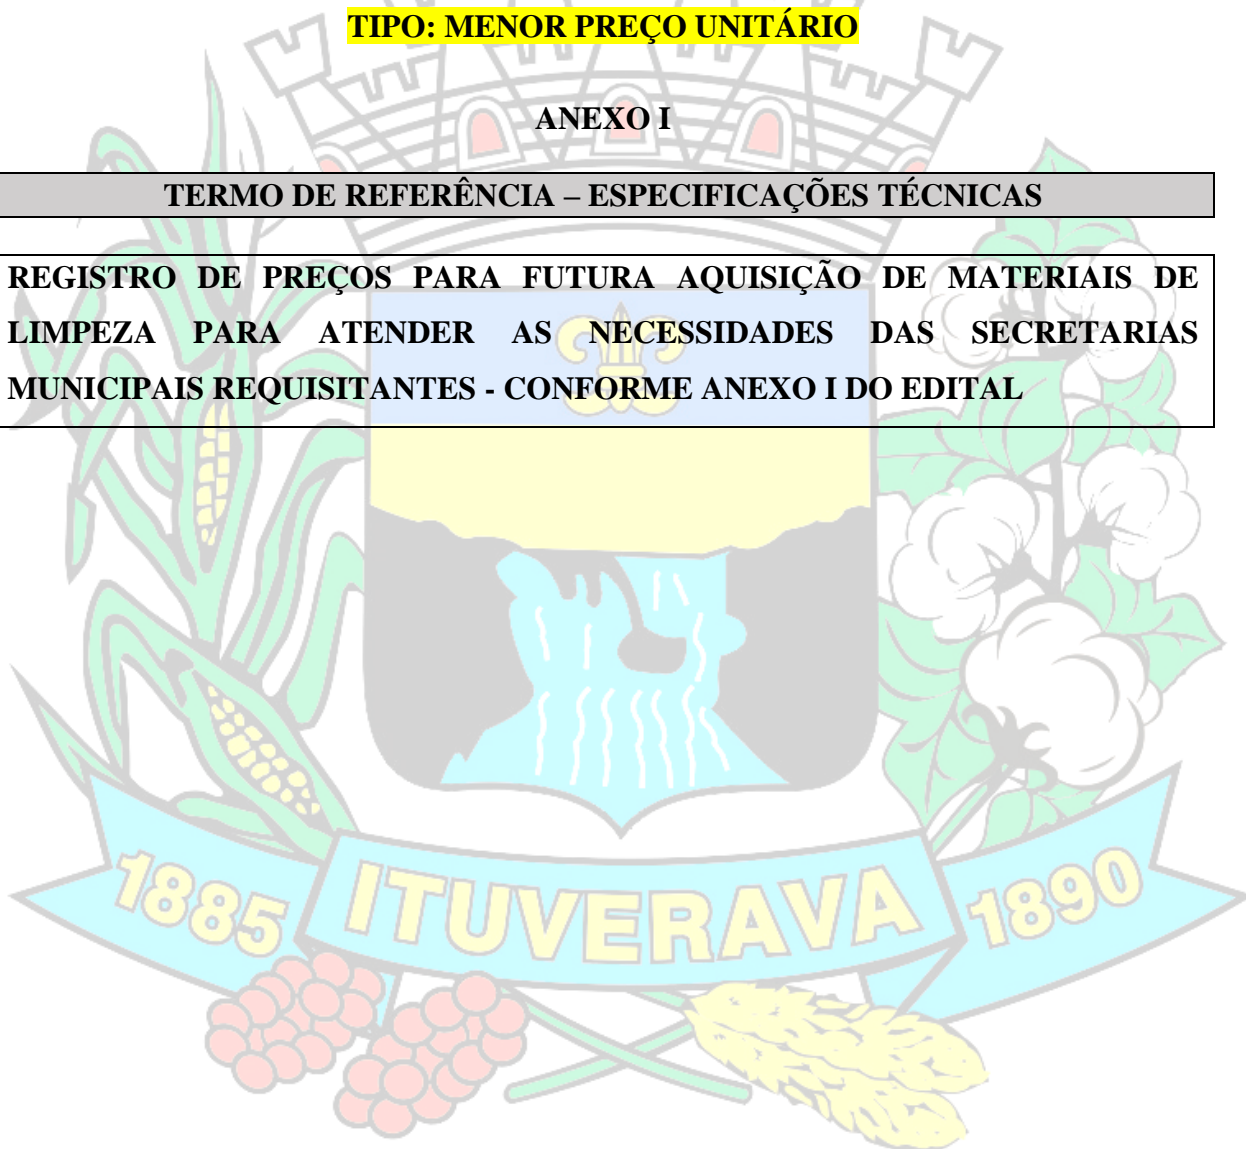 TIPO: MENOR PREÇO UNITÁRIO
ANEXO I
TERMO DE REFERÊNCIA – ESPECIFICAÇÕES TÉCNICAS
REGISTRO DE PREÇOS PARA FUTURA AQUISIÇÃO DE MATERIAIS DE
LIMPEZA PARA ATENDER AS NECESSIDADES DAS SECRETARIAS
MUNICIPAIS REQUISITANTES - CONFORME ANEXO I DO EDITAL
1885 ITUVERAVA 1890